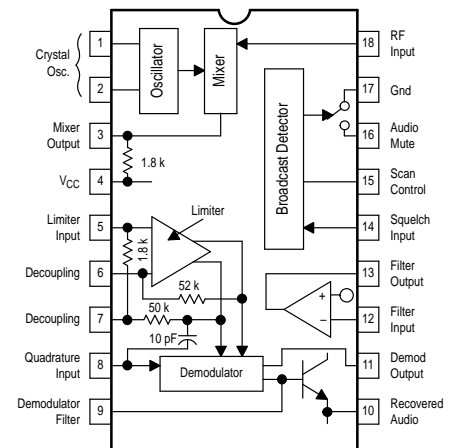 1
2
3
4
5
6
7
8
9
Crystal
Osc.
Mixer
Output
VCC
Limiter
Input
Decoupling
Decoupling
Quadrature
Input
Demodulator
Filter
Oscillator
Mixer
1.8 k
Limiter
1.8 k
52 k
50 k
10 pF
Demodulator
Broadcast Detector
+
–
18
17
16
15
14
13
12
11
10
RF
Input
Gnd
Audio
Mute
Scan
Control
Squelch
Input
Filter
Output
Filter
Input
Demod
Output
Recovered
Audio